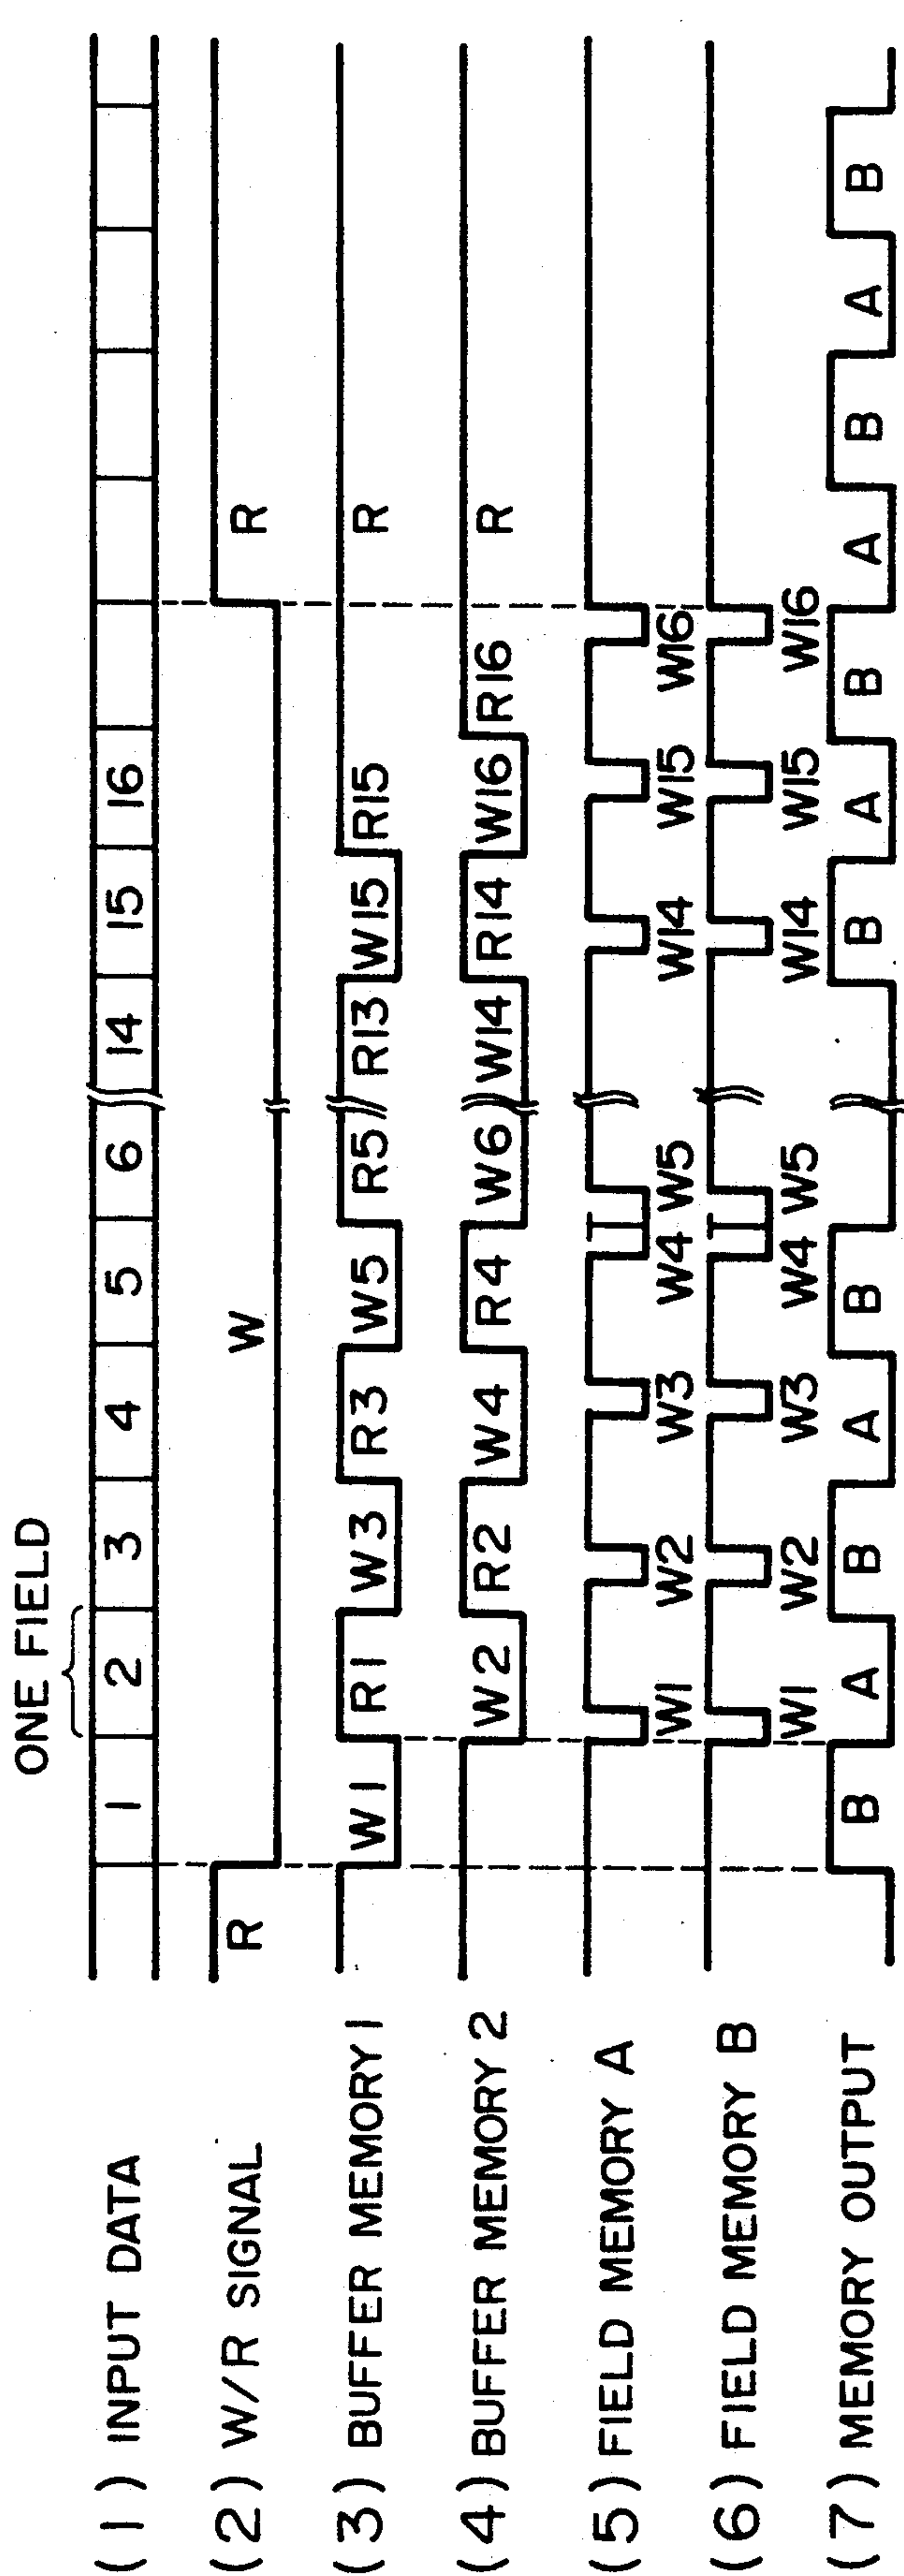 ONE FIELD
(1) INPUT DATA 1 2 3 4 5 6 14 15 16
(2) W/R SIGNAL R W R
(3) BUFFER MEMORY 1 W1 R1 W3 R3 W5 R5 R13 W15 R15 R
(4) BUFFER MEMORY 2 W2 R2 W4 R4 W6 W14 R14 W16 R16 R
(5) FIELD MEMORY A W1 W2 W3 W4 W5 W14 W15 W16
(6) FIELD MEMORY B W1 W2 W3 W4 W5 W14 W15 W16
(7) MEMORY OUTPUT B A B A B B A B A B A B